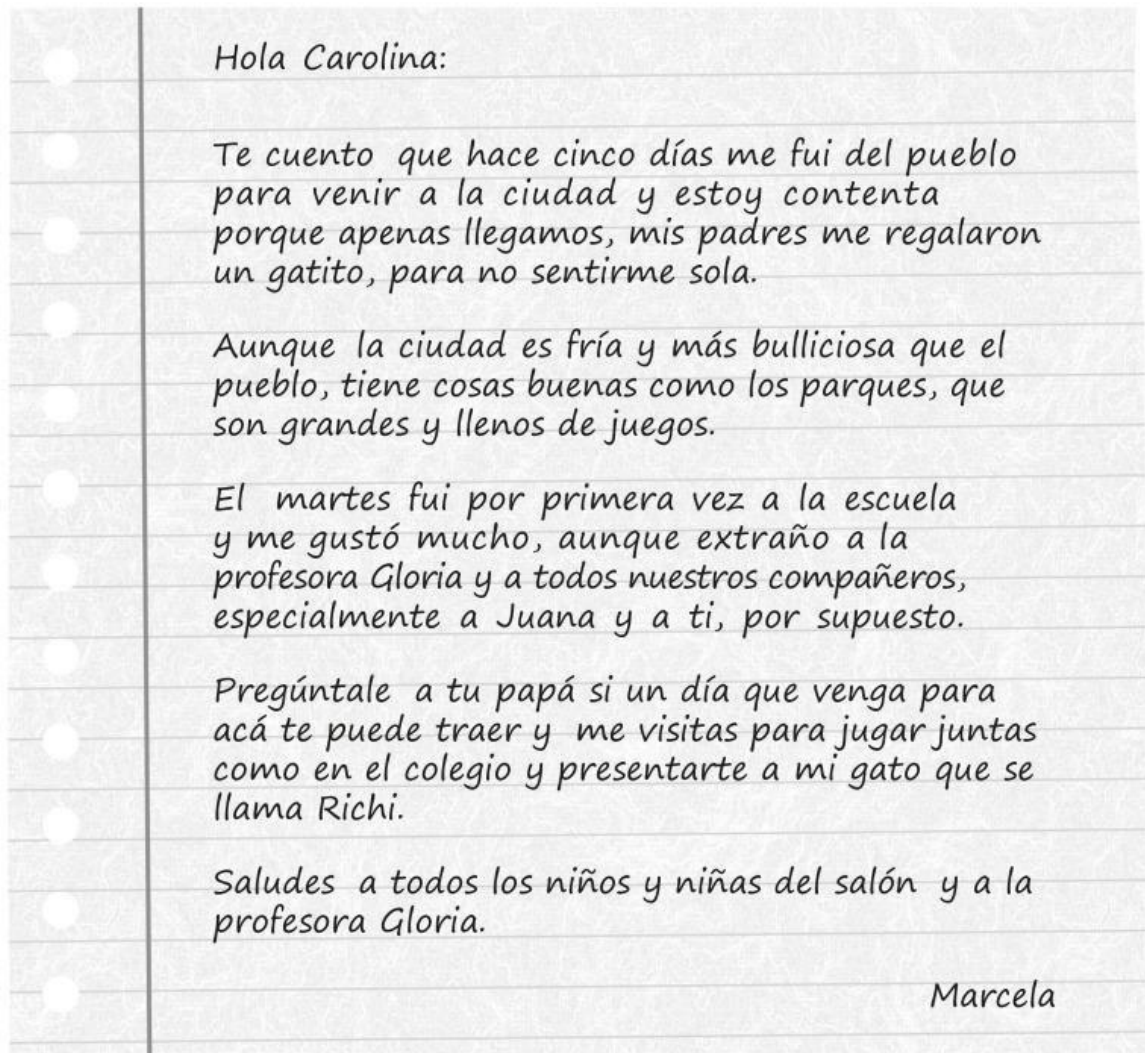 Hola Carolina:
Te cuento que hace cinco días me fui del pueblo
para venir a la ciudad y estoy contenta
porque apenas llegamos, mis padres me regalaron
un gatito, para no sentirme sola.
Aunque la ciudad es fría y más bulliciosa que el
pueblo, tiene cosas buenas como los parques, que
son grandes y llenos de juegos.
El martes fui por primera vez a la escuela
y me gustó mucho, aunque extraño a la
profesora Gloria y a todos nuestros compañeros,
especialmente a Juana y a ti, por supuesto.
Pregúntale a tu papá si un día que venga para
acá te puede traer y me visitas para jugar juntas
como en el colegio y presentarte a mi gato que se
llama Richi.
Saludes a todos los niños y niñas del salón y a la
profesora Gloria.
Marcela